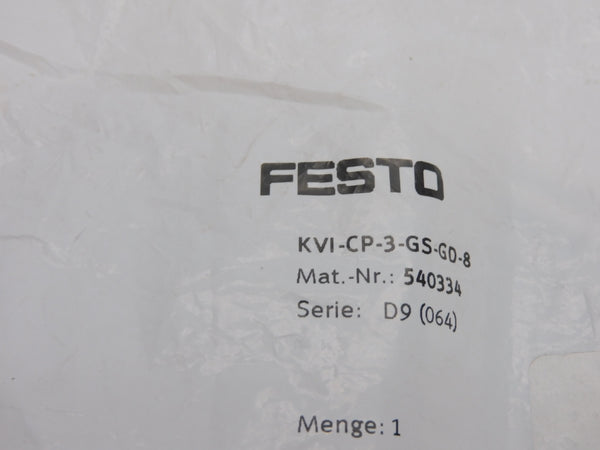 FESTO
KVI-CP-3-GS-GD-8
Mat.-Nr.: 540334
Serie: D9 (064)
Menge: 1